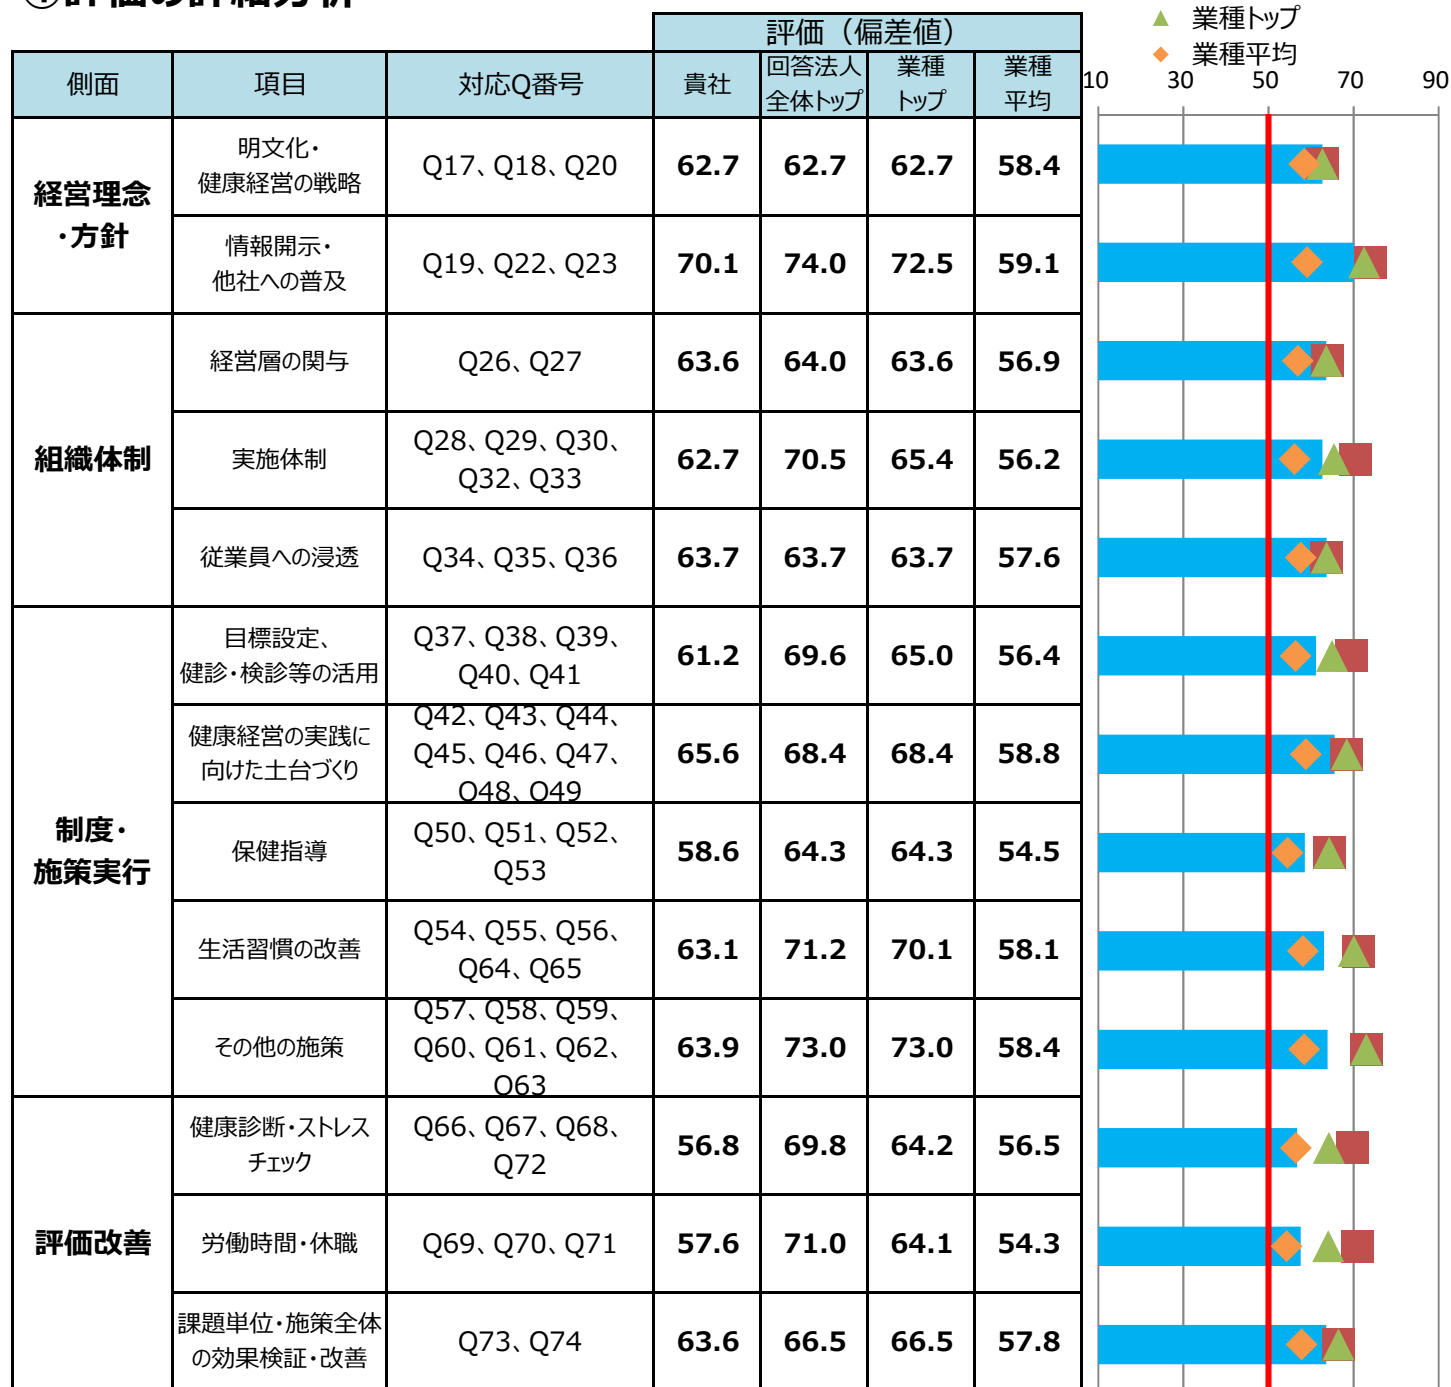 ①評価の詳細分析
▲ 業種トップ
◆ 業種平均
評価（偏差値）
側面 項目 対応Q番号 貴社 回答法人 業種 業種
全体トップ トップ 平均
10 30 50 70 90
経営理念
・方針
明文化・
健康経営の戦略
Q17、Q18、Q20 62.7 62.7 62.7 58.4
情報開示・
他社への普及
Q19、Q22、Q23 70.1 74.0 72.5 59.1
組織体制
経営層の関与 Q26、Q27 63.6 64.0 63.6 56.9
実施体制
Q28、Q29、Q30、
Q32、Q33
62.7 70.5 65.4 56.2
従業員への浸透 Q34、Q35、Q36 63.7 63.7 63.7 57.6
制度・
施策実行
目標設定、
健診・検診等の活用
Q37、Q38、Q39、
Q40、Q41
61.2 69.6 65.0 56.4
健康経営の実践に
向けた土台づくり
Q42、Q43、Q44、
Q45、Q46、Q47、
Q48、Q49
65.6 68.4 68.4 58.8
保健指導
Q50、Q51、Q52、
Q53
58.6 64.3 64.3 54.5
生活習慣の改善
Q54、Q55、Q56、
Q64、Q65
63.1 71.2 70.1 58.1
その他の施策
Q57、Q58、Q59、
Q60、Q61、Q62、
Q63
63.9 73.0 73.0 58.4
評価改善
健康診断・ストレス
チェック
Q66、Q67、Q68、
Q72
56.8 69.8 64.2 56.5
労働時間・休職 Q69、Q70、Q71 57.6 71.0 64.1 54.3
課題単位・施策全体
の効果検証・改善
Q73、Q74 63.6 66.5 66.5 57.8